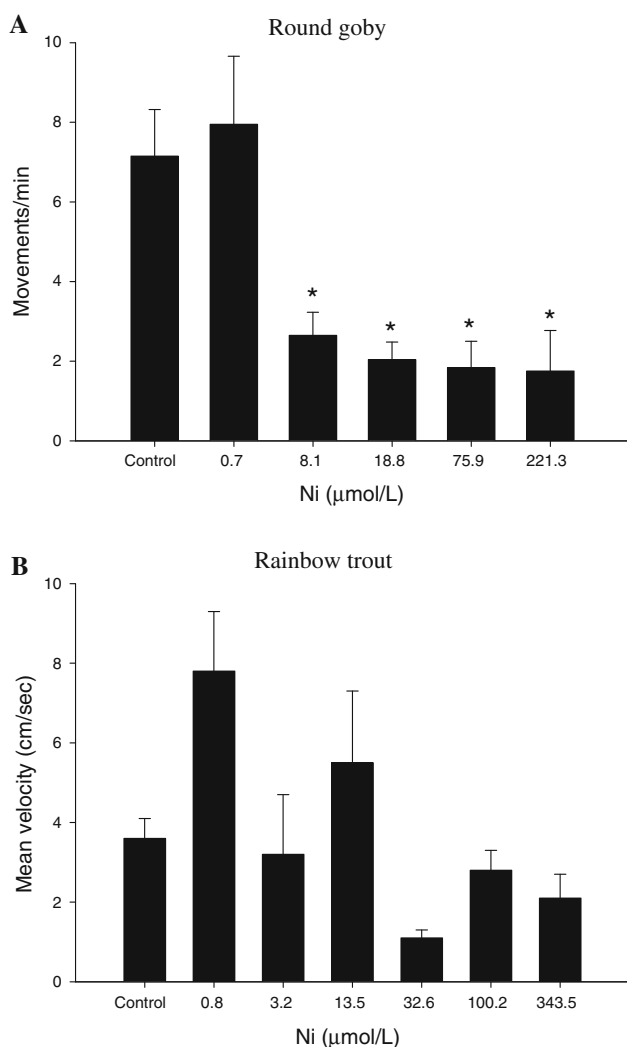 A
Round goby
10
8
6
4
2
0
Movements/min
* * * *
Control 0.7 8.1 18.8 75.9 221.3
Ni (μmol/L)
B
Rainbow trout
10
8
6
4
2
0
Mean velocity (cm/sec)
Control 0.8 3.2 13.5 32.6 100.2 343.5
Ni (μmol/L)